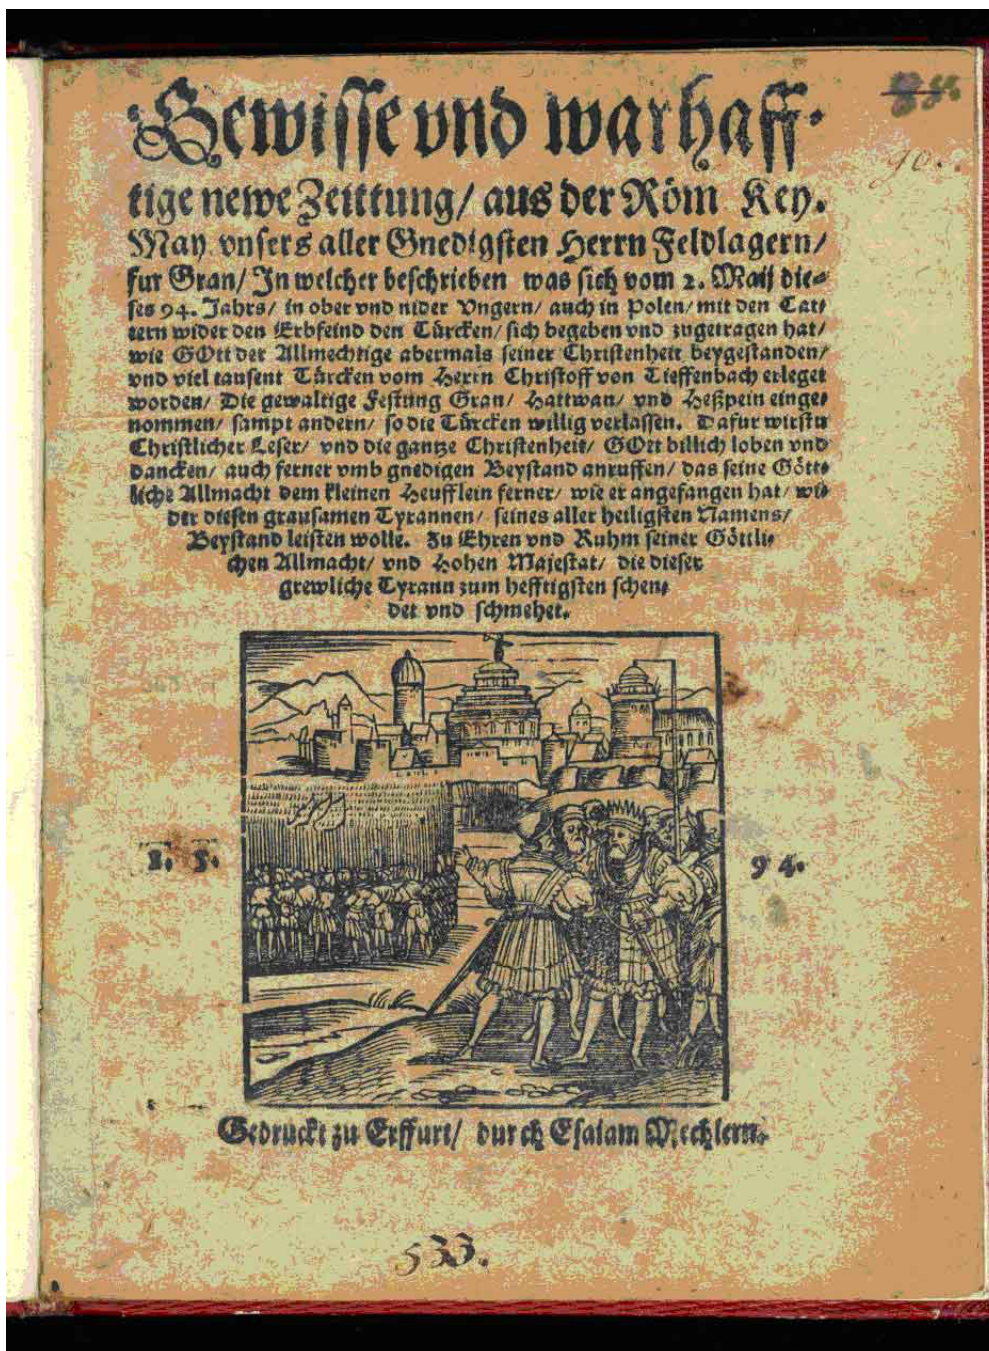 Gewisse vnd warhaff-
tige newe Zeittung/ aus der Röm Key.
May. vnsers aller Gnedigsten Herrn Feldlagern/
fur Gran/ In welcher beschrieben was sich vom 2. Maij die-
ses 94. Jahrs/ in ober vnd nider Vngern/ auch in Polen/ mit den Tat-
tern wider den Erbfeind den Türcken/ sich begeben vnd zugetragen hat/
wie GOtt der Allmechtige abermals seiner Christenheit beygestanden/
vnd viel tausent Türcken vom Herrn Christoff von Tieffenbach erleget
worden/ Die gewaltige Festung Gran/ Hattwan/ vnd Heßpein einge-
nommen/ sampt andern/ so die Türcken willig verlassen. Dafur wirstu
Christlicher Leser/ vnd die gantze Christenheit/ GOtt billich loben vnd
dancken/ auch ferner vmb gnedigen Beystand anruffen/ das seine Gött-
liche Allmacht dem kleinen Heufflein ferner/ wie er angefangen hat/ wi-
der diesen grausamen Tyrannen/ seines aller heiligsten Namens/
Beystand leisten wolle. Zu Ehren vnd Ruhm seiner Göttli-
chen Allmacht/ vnd Hohen Majestat/ die dieser
grewliche Tyrann zum hefftigsten schen-
det vnd schmehet.
1. 5. 94.
Gedruckt zu Erffurt/ durch Esaiam Mechlern.
90.
533.